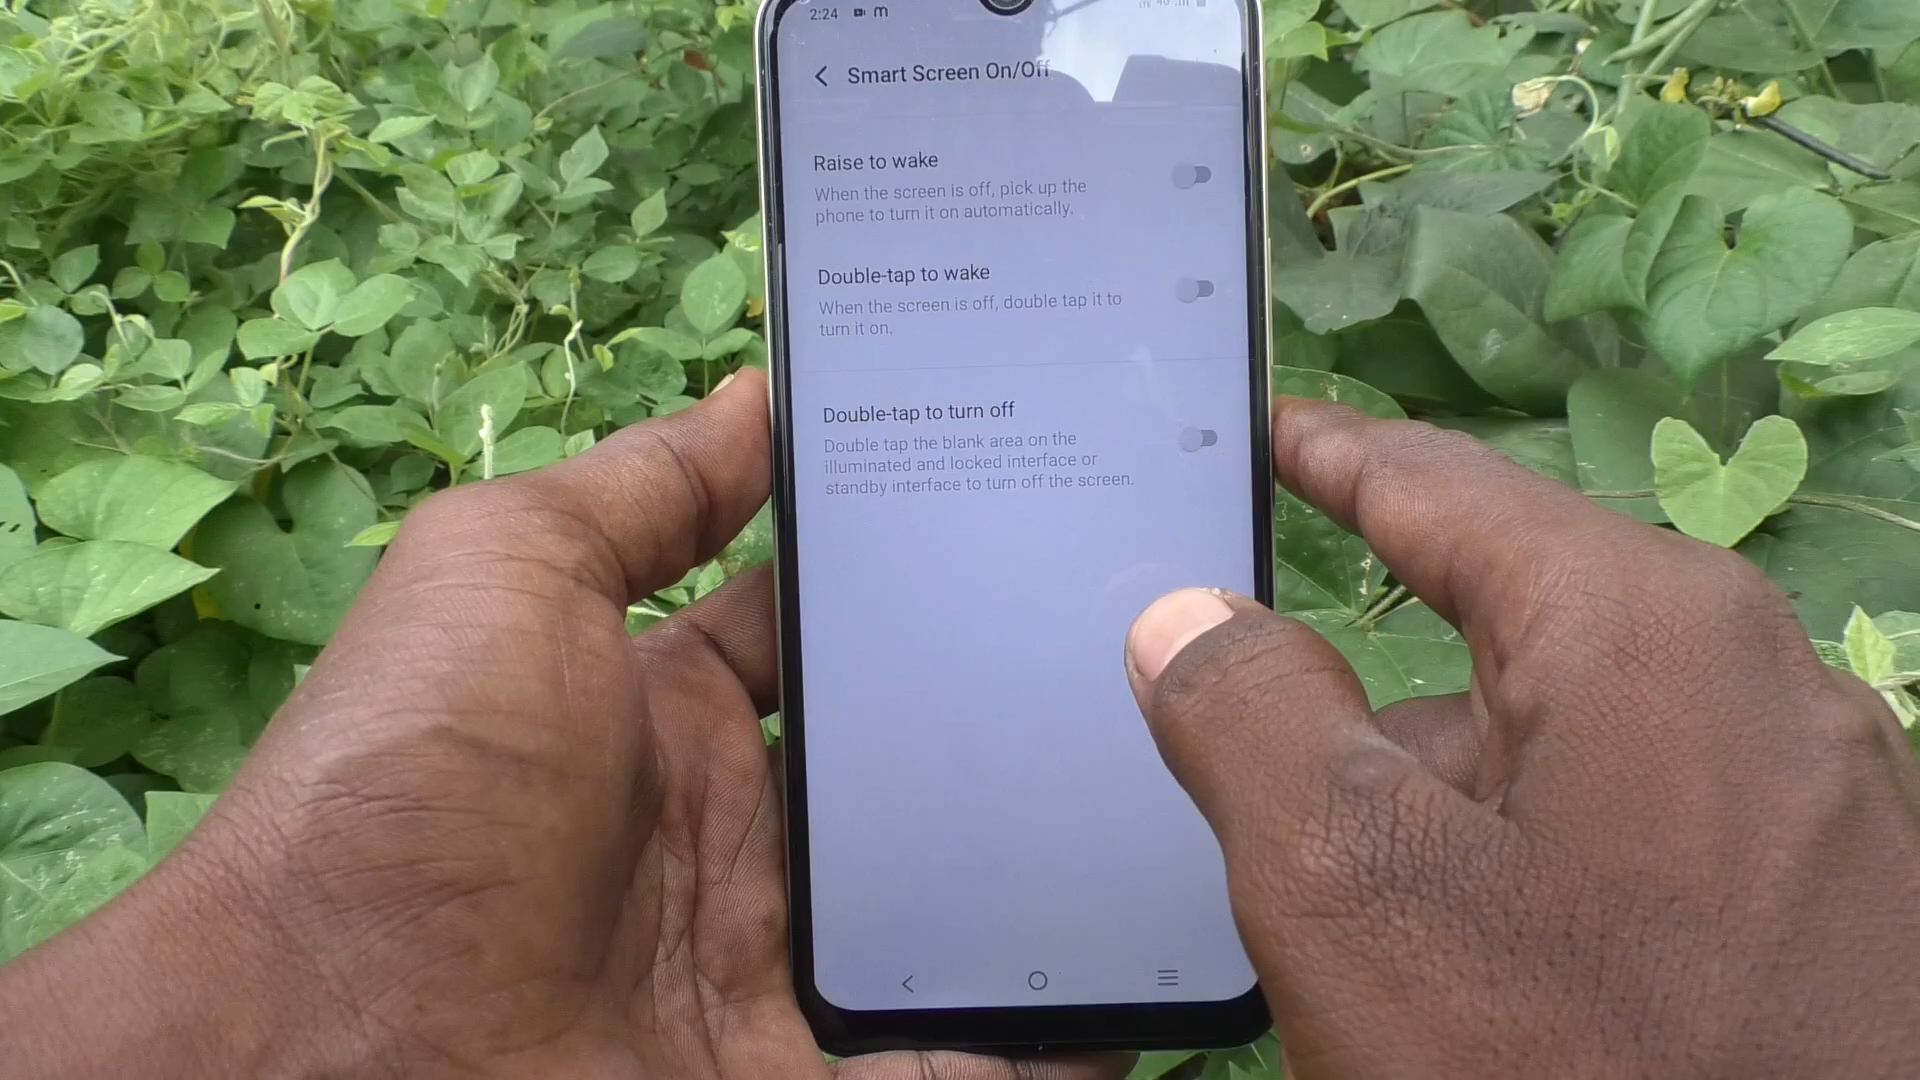 2:24
Smart Screen On/Off
Raise to wake
When the screen is off, pick up the
phone to turn it on automatically.
Double-tap to wake
When the screen is off, double tap it to
turn it on.
Double-tap to turn off
Double tap the blank area on the
illuminated and locked interface or
standby interface to turn off the screen.